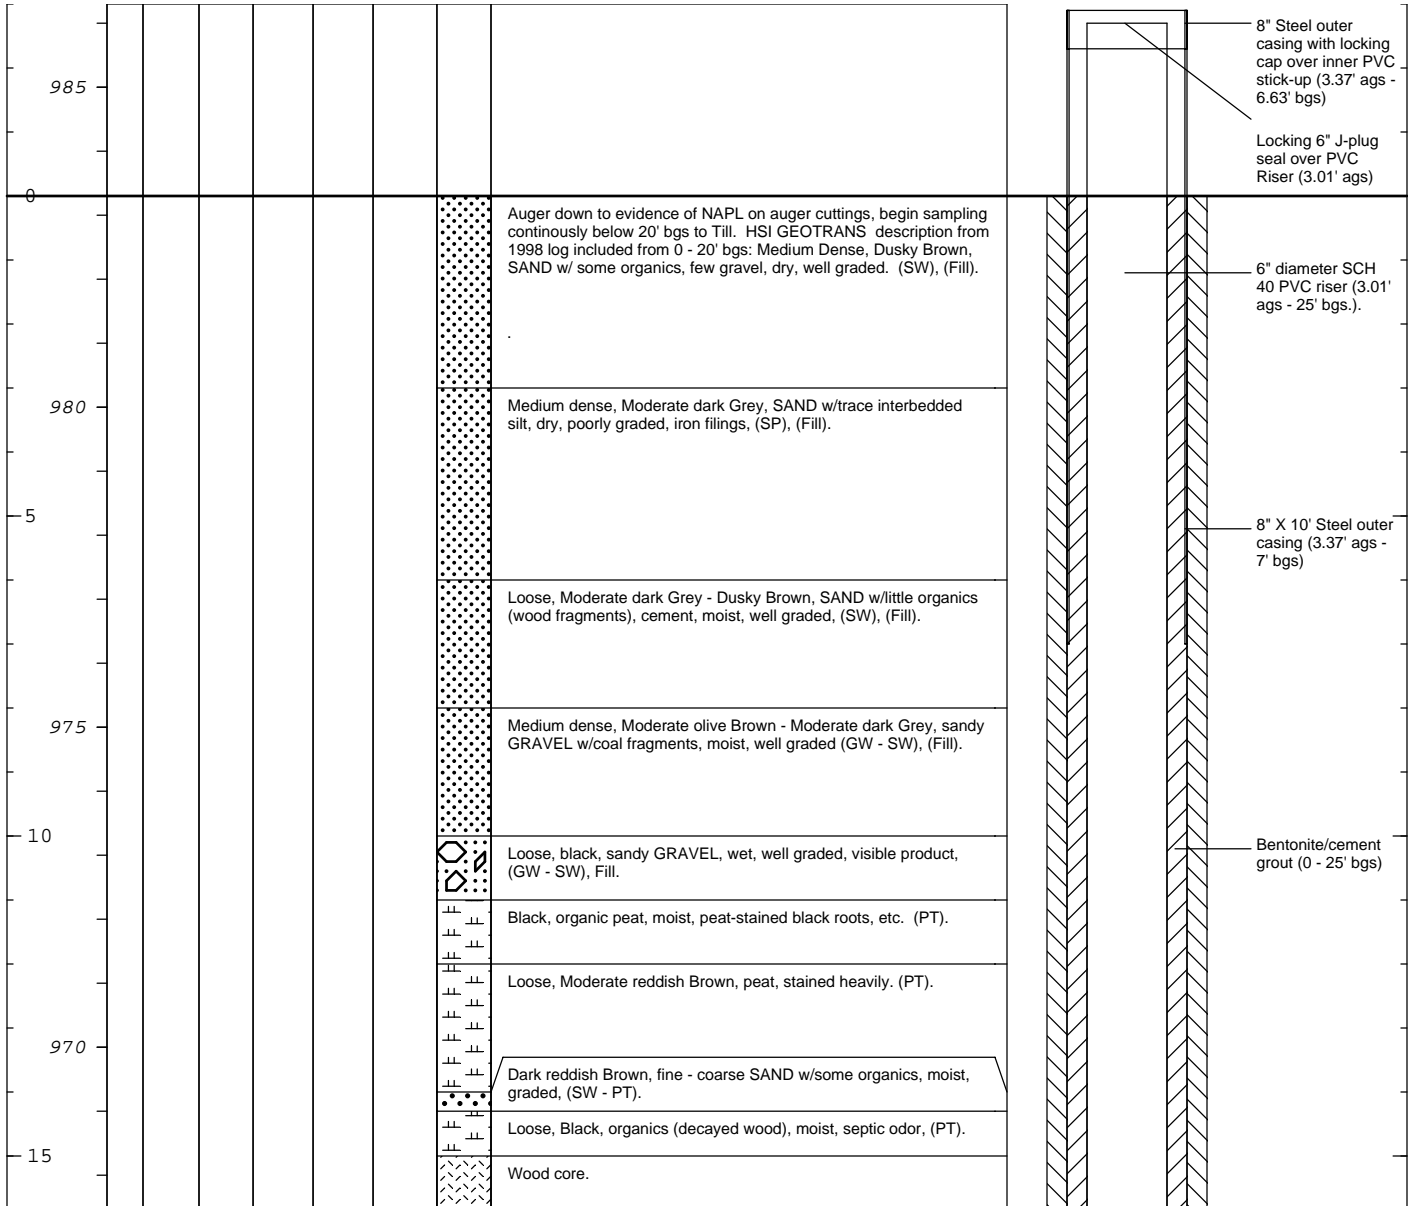 8" Steel outer
casing with locking
cap over inner PVC
stick-up (3.37' ags -
6.63' bgs)
985
Locking 6" J-plug
seal over PVC
Riser (3.01' ags)
0
Auger down to evidence of NAPL on auger cuttings, begin sampling
continously below 20' bgs to Till.  HSI GEOTRANS  description from
1998 log included from 0 - 20' bgs: Medium Dense, Dusky Brown,
SAND w/ some organics, few gravel, dry, well graded.  (SW), (Fill).
.
6" diameter SCH
40 PVC riser (3.01'
ags - 25' bgs.).
980
Medium dense, Moderate dark Grey, SAND w/trace interbedded
silt, dry, poorly graded, iron filings, (SP), (Fill).
5
8" X 10' Steel outer
casing (3.37' ags -
7' bgs)
Loose, Moderate dark Grey - Dusky Brown, SAND w/little organics
(wood fragments), cement, moist, well graded, (SW), (Fill).
975
Medium dense, Moderate olive Brown - Moderate dark Grey, sandy
GRAVEL w/coal fragments, moist, well graded (GW - SW), (Fill).
10
Loose, black, sandy GRAVEL, wet, well graded, visible product,
(GW - SW), Fill.
Bentonite/cement
grout (0 - 25' bgs)
Black, organic peat, moist, peat-stained black roots, etc.  (PT).
Loose, Moderate reddish Brown, peat, stained heavily. (PT).
970
Dark reddish Brown, fine - coarse SAND w/some organics, moist,
graded, (SW - PT).
Loose, Black, organics (decayed wood), moist, septic odor, (PT).
15
Wood core.